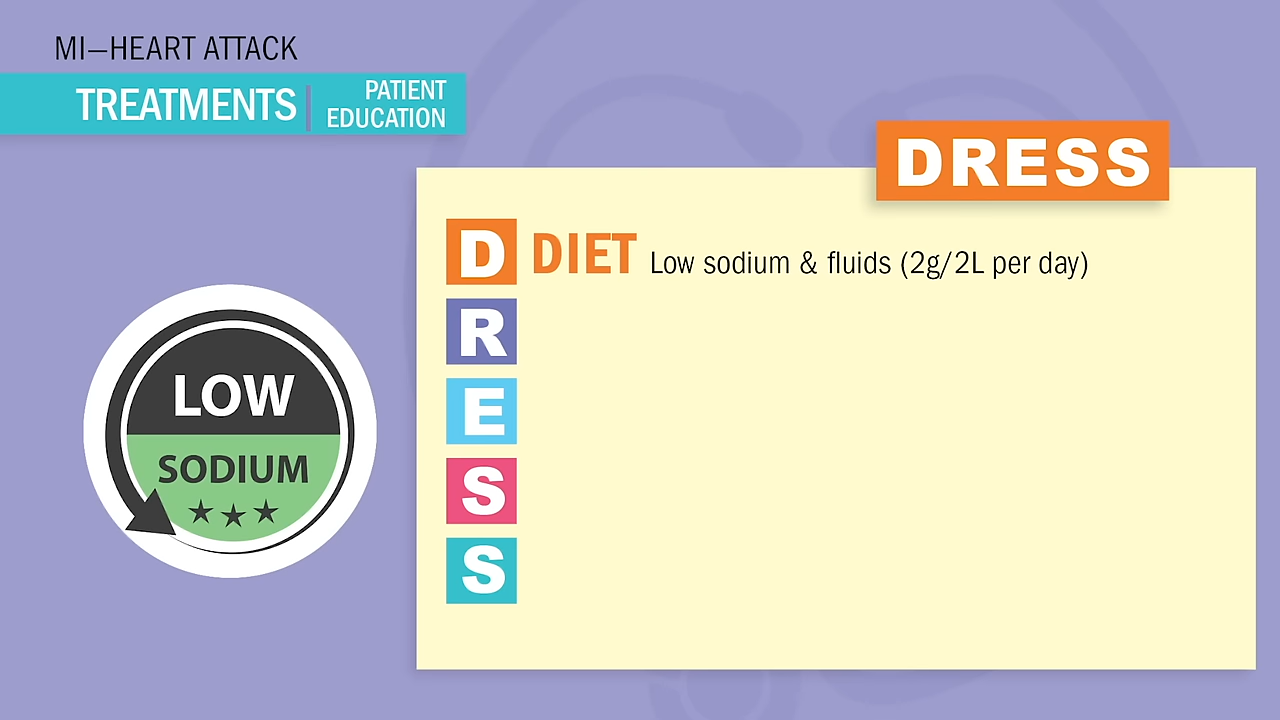 MI—HEART ATTACK
TREATMENTS
PATIENT
EDUCATION
DRESS
D DIET Low sodium & fluids (2g/2L per day)
R
E
S
S
LOW
SODIUM